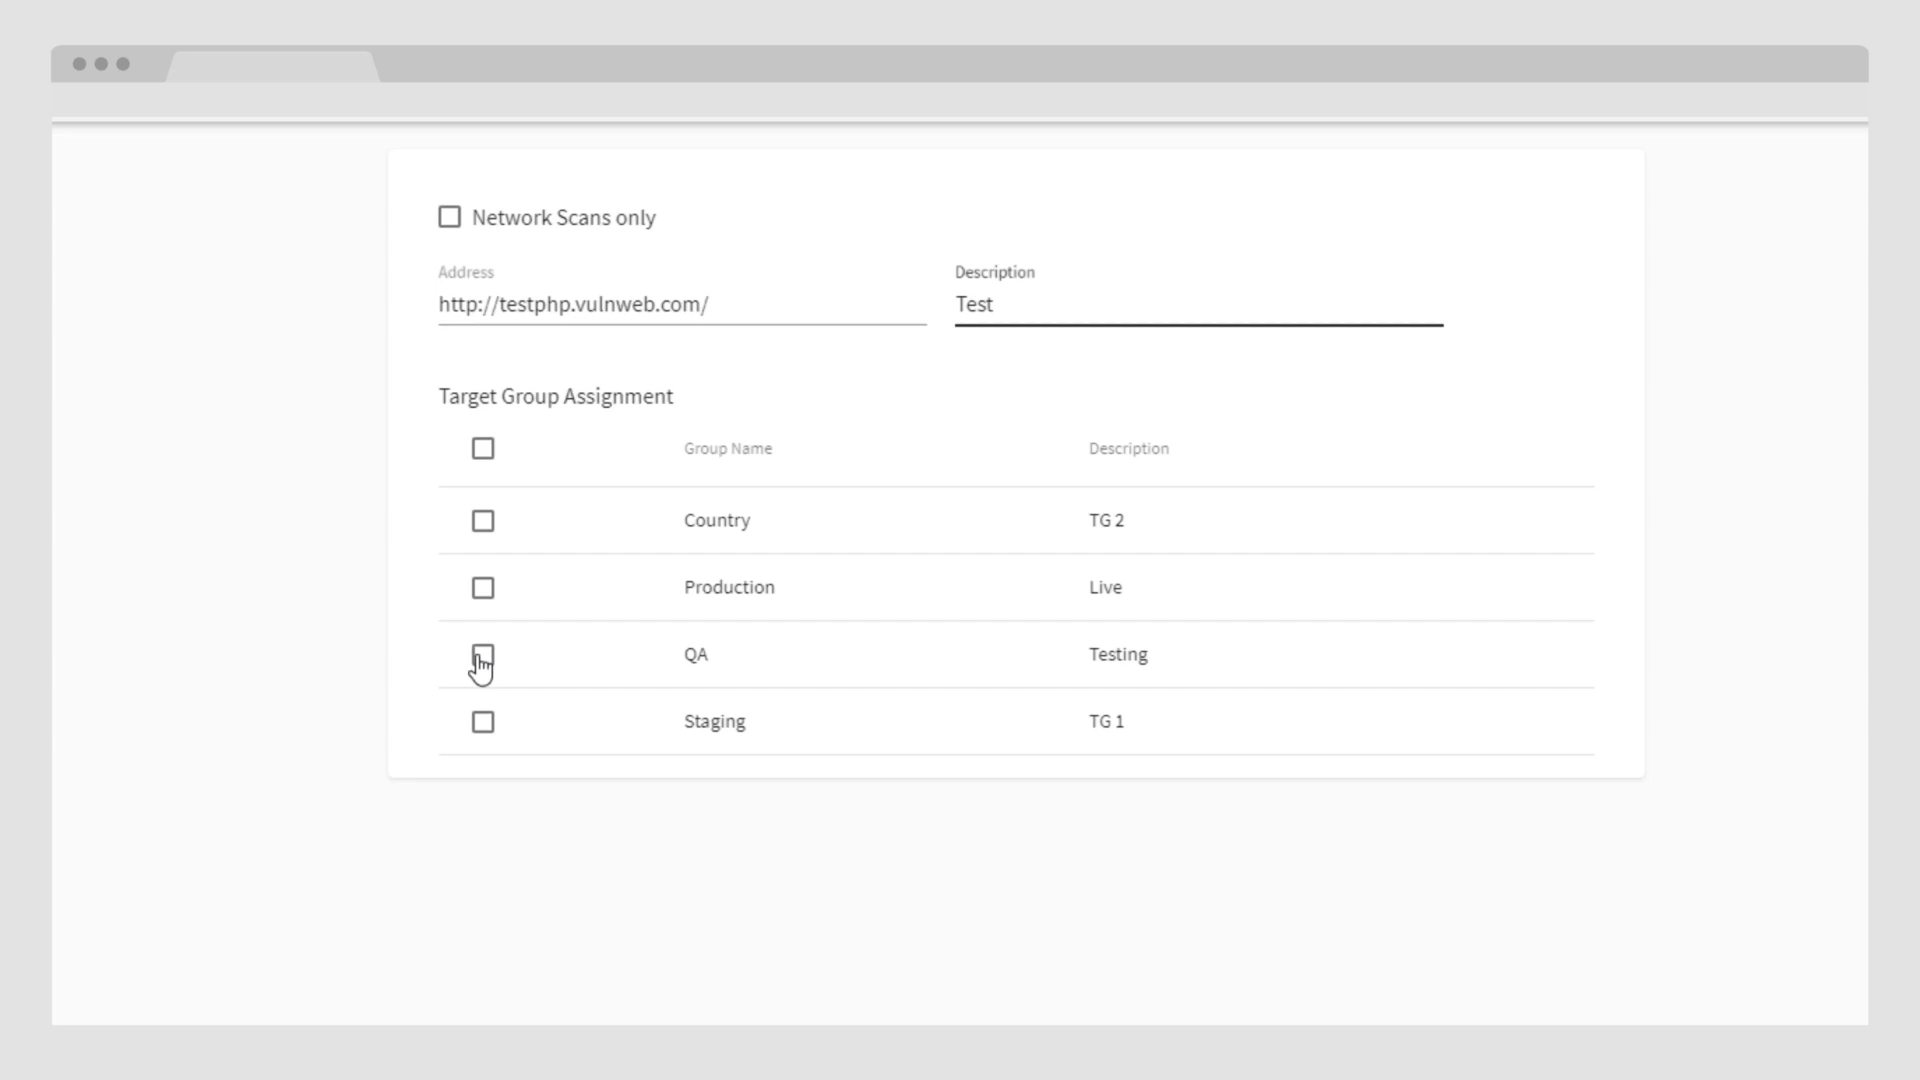 Network Scans only
Address Description
http://testphp.vulnweb.com/ Test
Target Group Assignment
Group Name Description
Country TG 2
Production Live
QA Testing
Staging TG 1